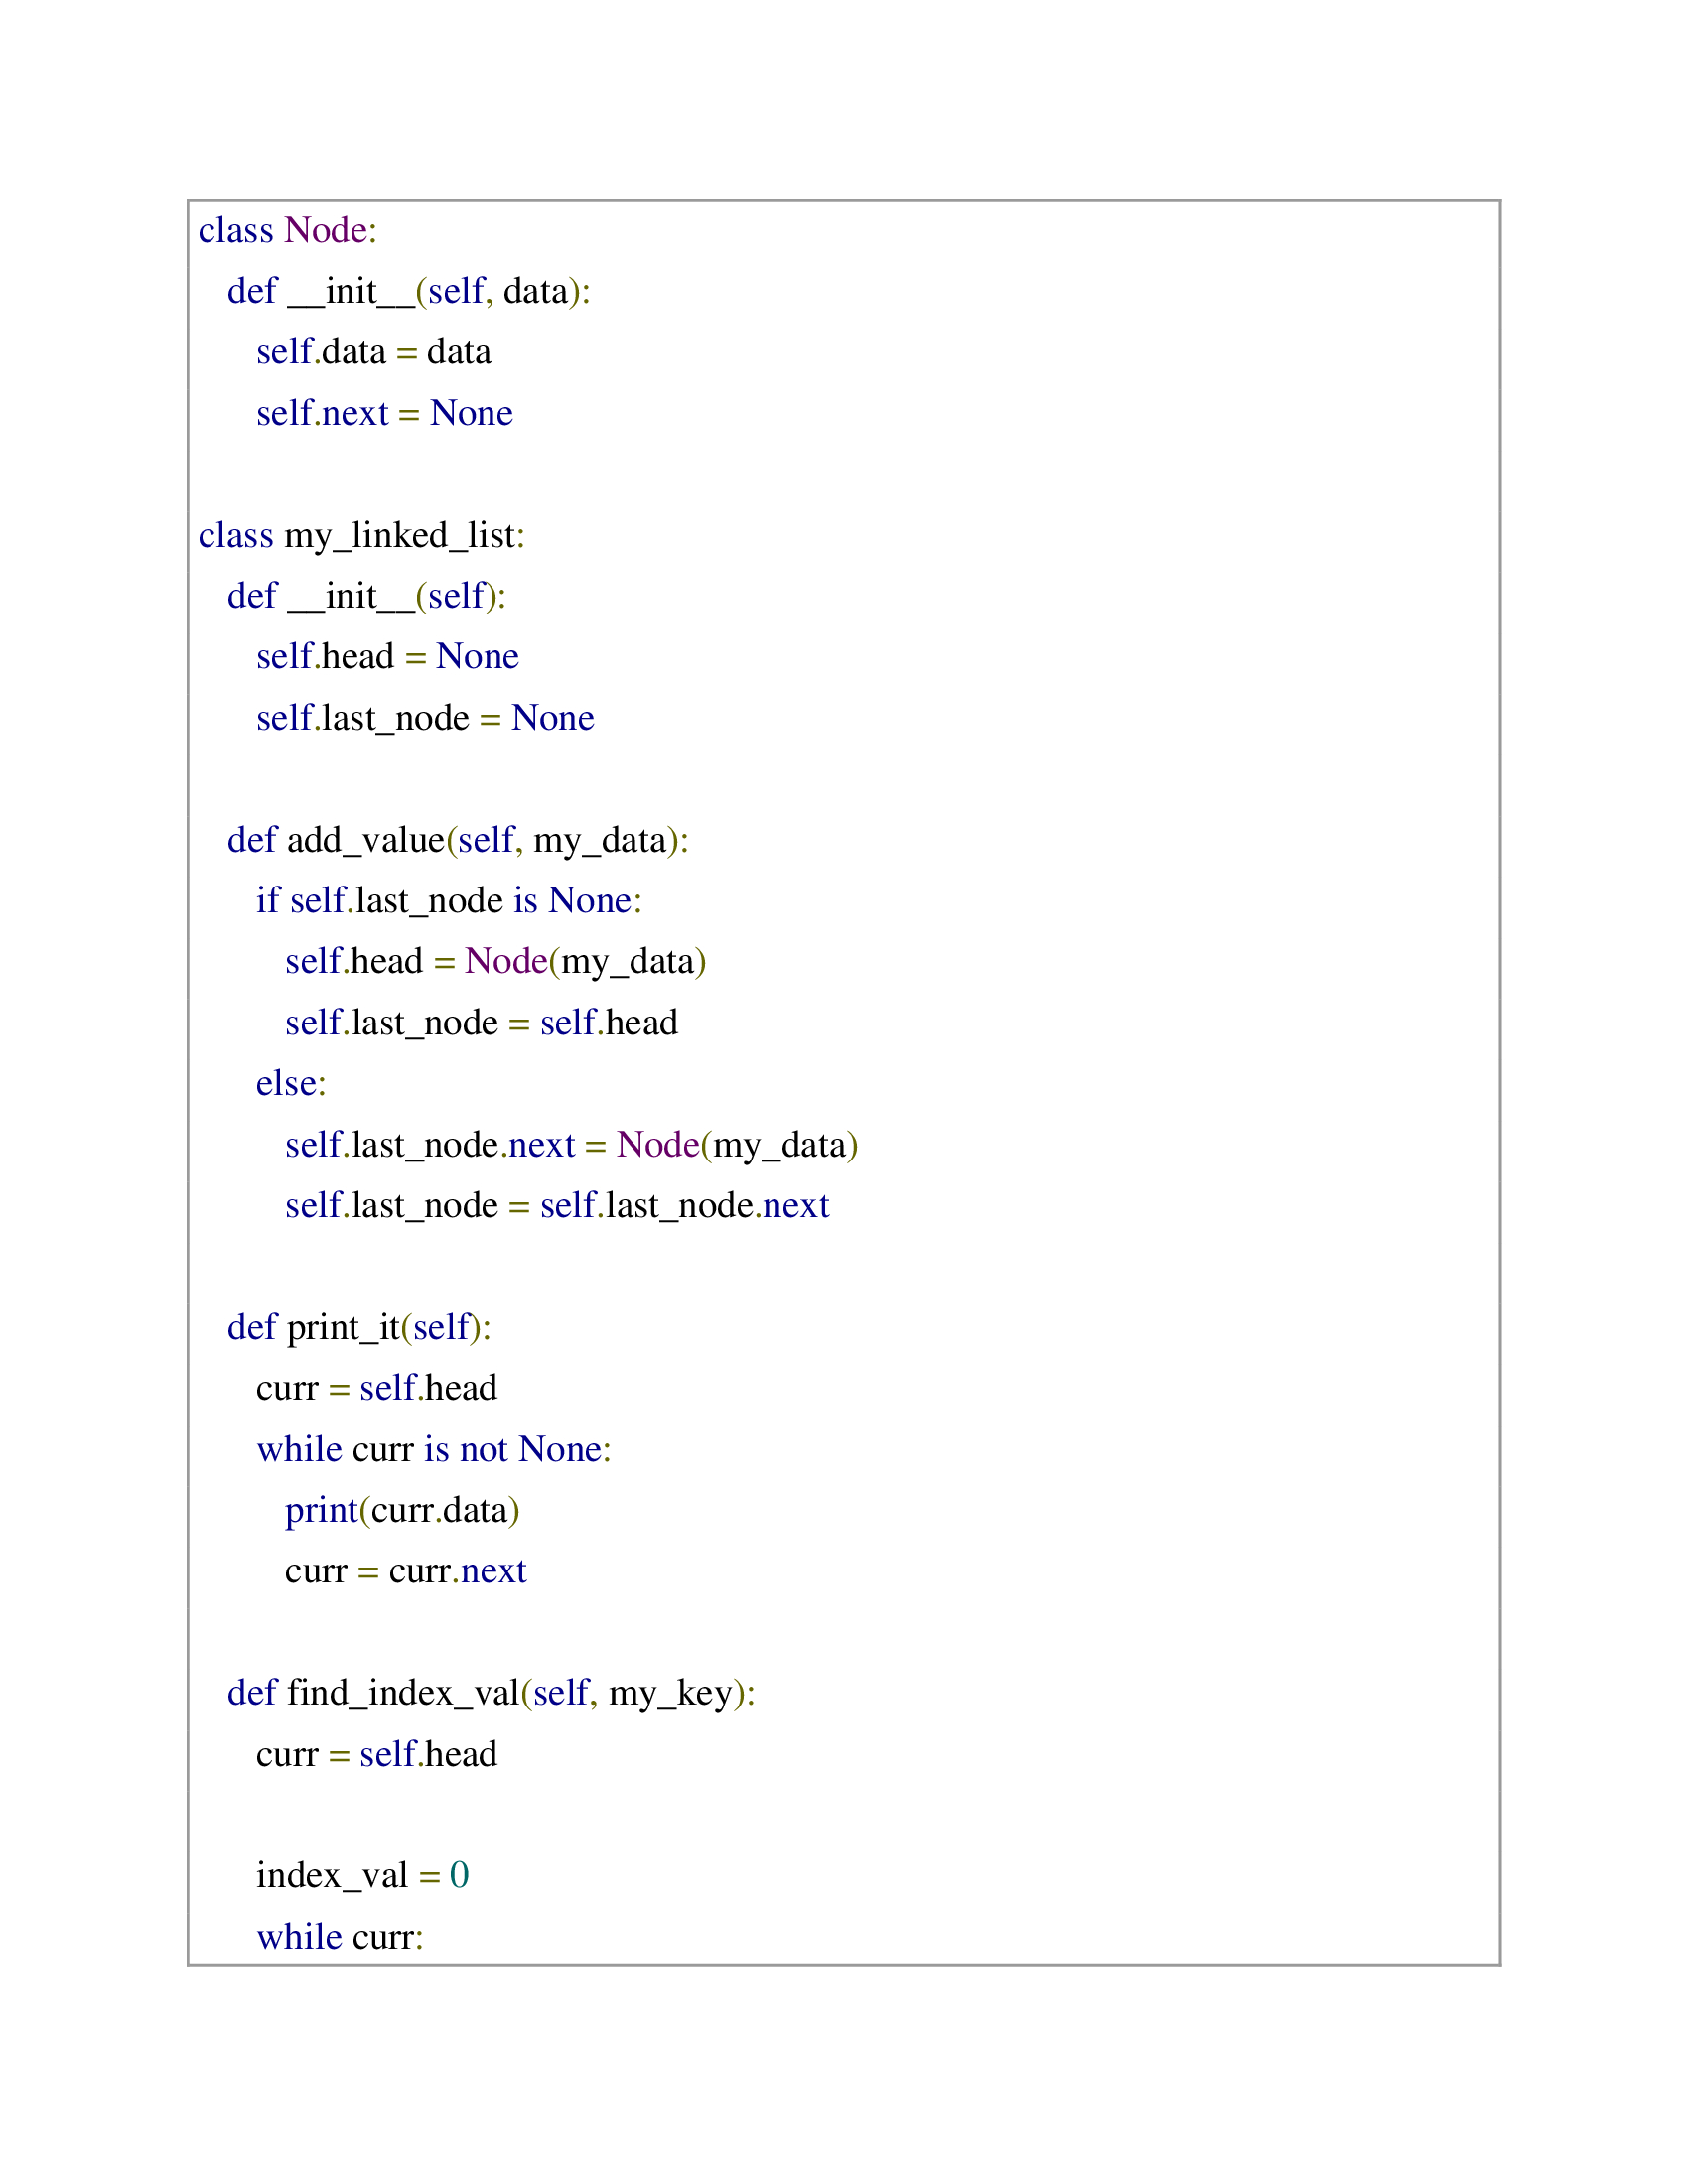 class Node:
   def __init__(self, data):
      self.data = data
      self.next = None

class my_linked_list:
   def __init__(self):
      self.head = None
      self.last_node = None

   def add_value(self, my_data):
      if self.last_node is None:
         self.head = Node(my_data)
         self.last_node = self.head
      else:
         self.last_node.next = Node(my_data)
         self.last_node = self.last_node.next

   def print_it(self):
      curr = self.head
      while curr is not None:
         print(curr.data)
         curr = curr.next

   def find_index_val(self, my_key):
      curr = self.head

      index_val = 0
      while curr: